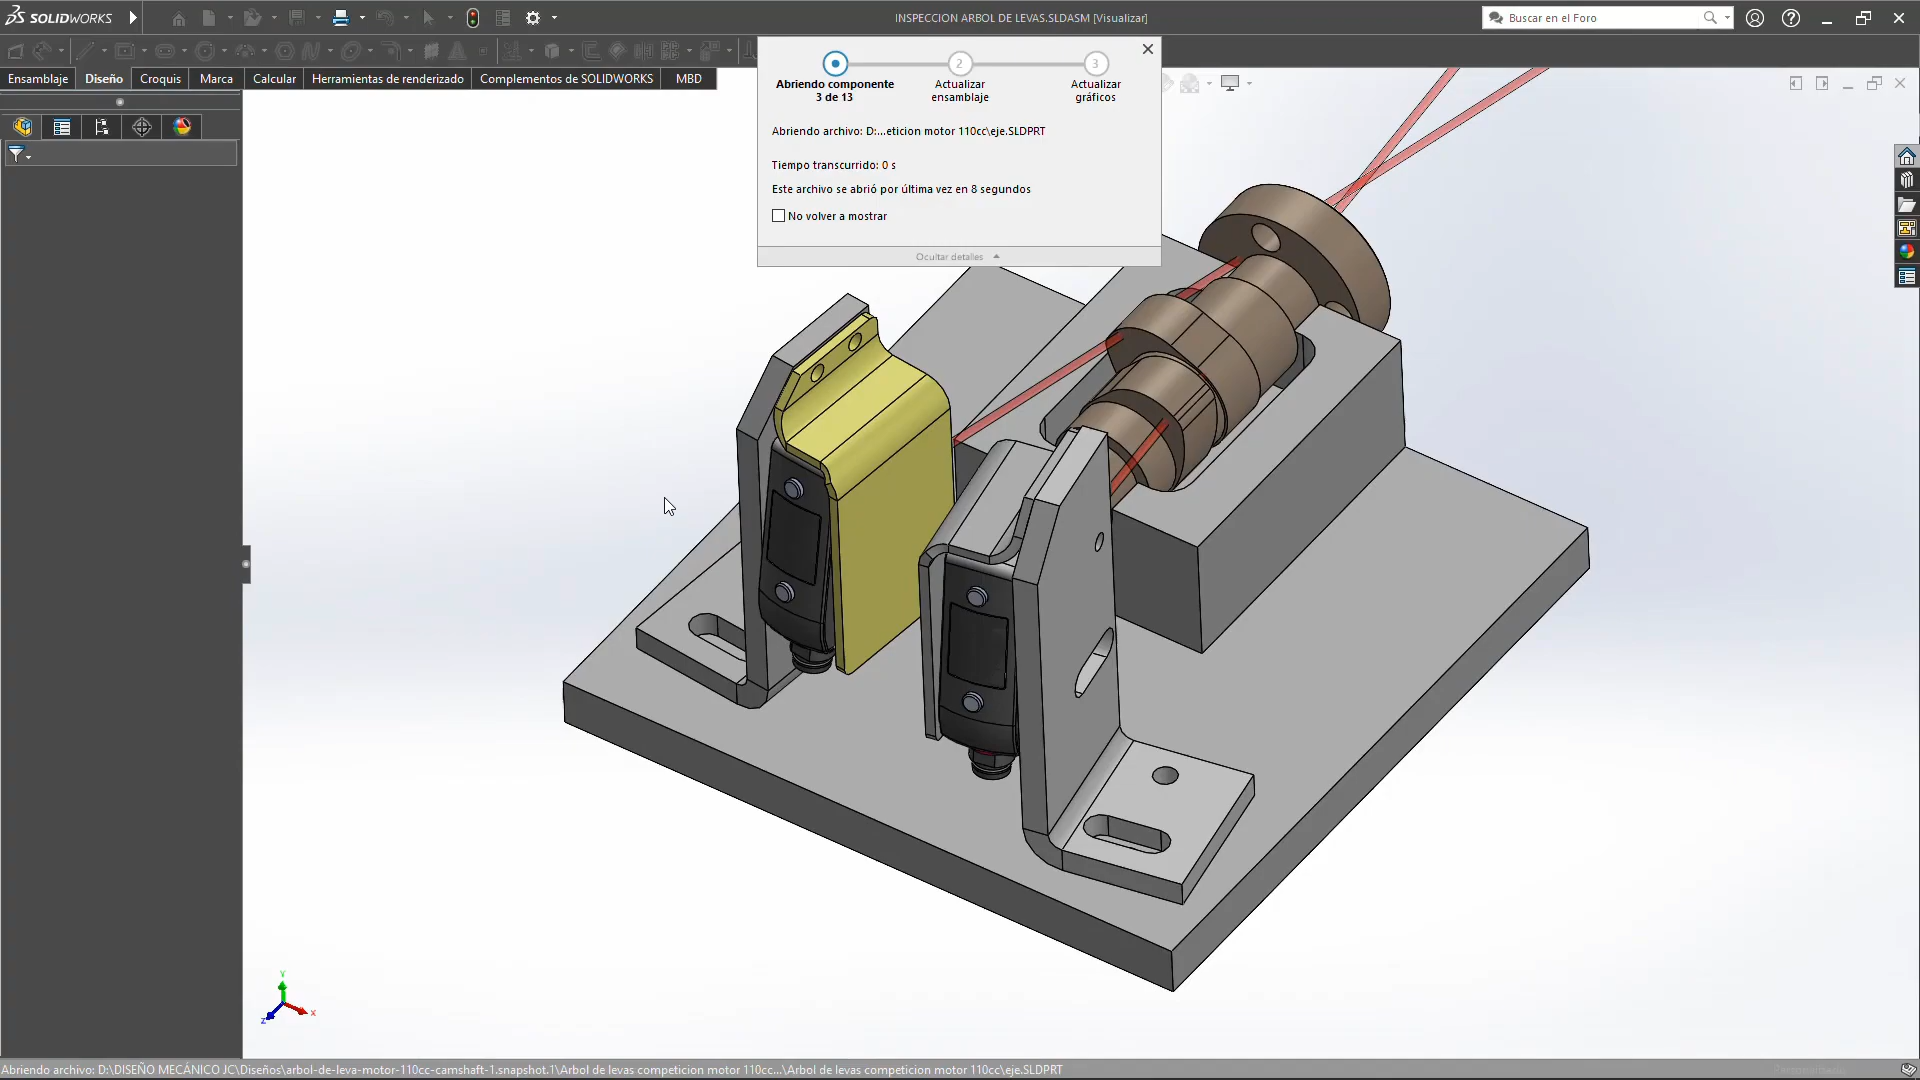 SOLIDWORKS
INSPECCION ARBOL DE LEVAS.SLDASM [Visualizar]
Buscar en el Foro
Ensamblaje
Diseño
Croquis
Marca
Calcular
Herramientas de renderizado
Complementos de SOLIDWORKS
MBD
2
3
Abriendo componente
3 de 13
Actualizar
ensamblaje
Actualizar
gráficos
Abriendo archivo: D:...eticion motor 110cc\eje.SLDPRT
Tiempo transcurrido: 0 s
Este archivo se abrió por última vez en 8 segundos
No volver a mostrar
Ocultar detalles
Y
X
Z
Abriendo archivo: D:\DISEÑO MECÁNICO JC\Diseños\arbol-de-leva-motor-110cc-camshaft-1.snapshot.1\Arbol de levas competicion motor 110cc...\Arbol de levas competicion motor 110cc\eje.SLDPRT